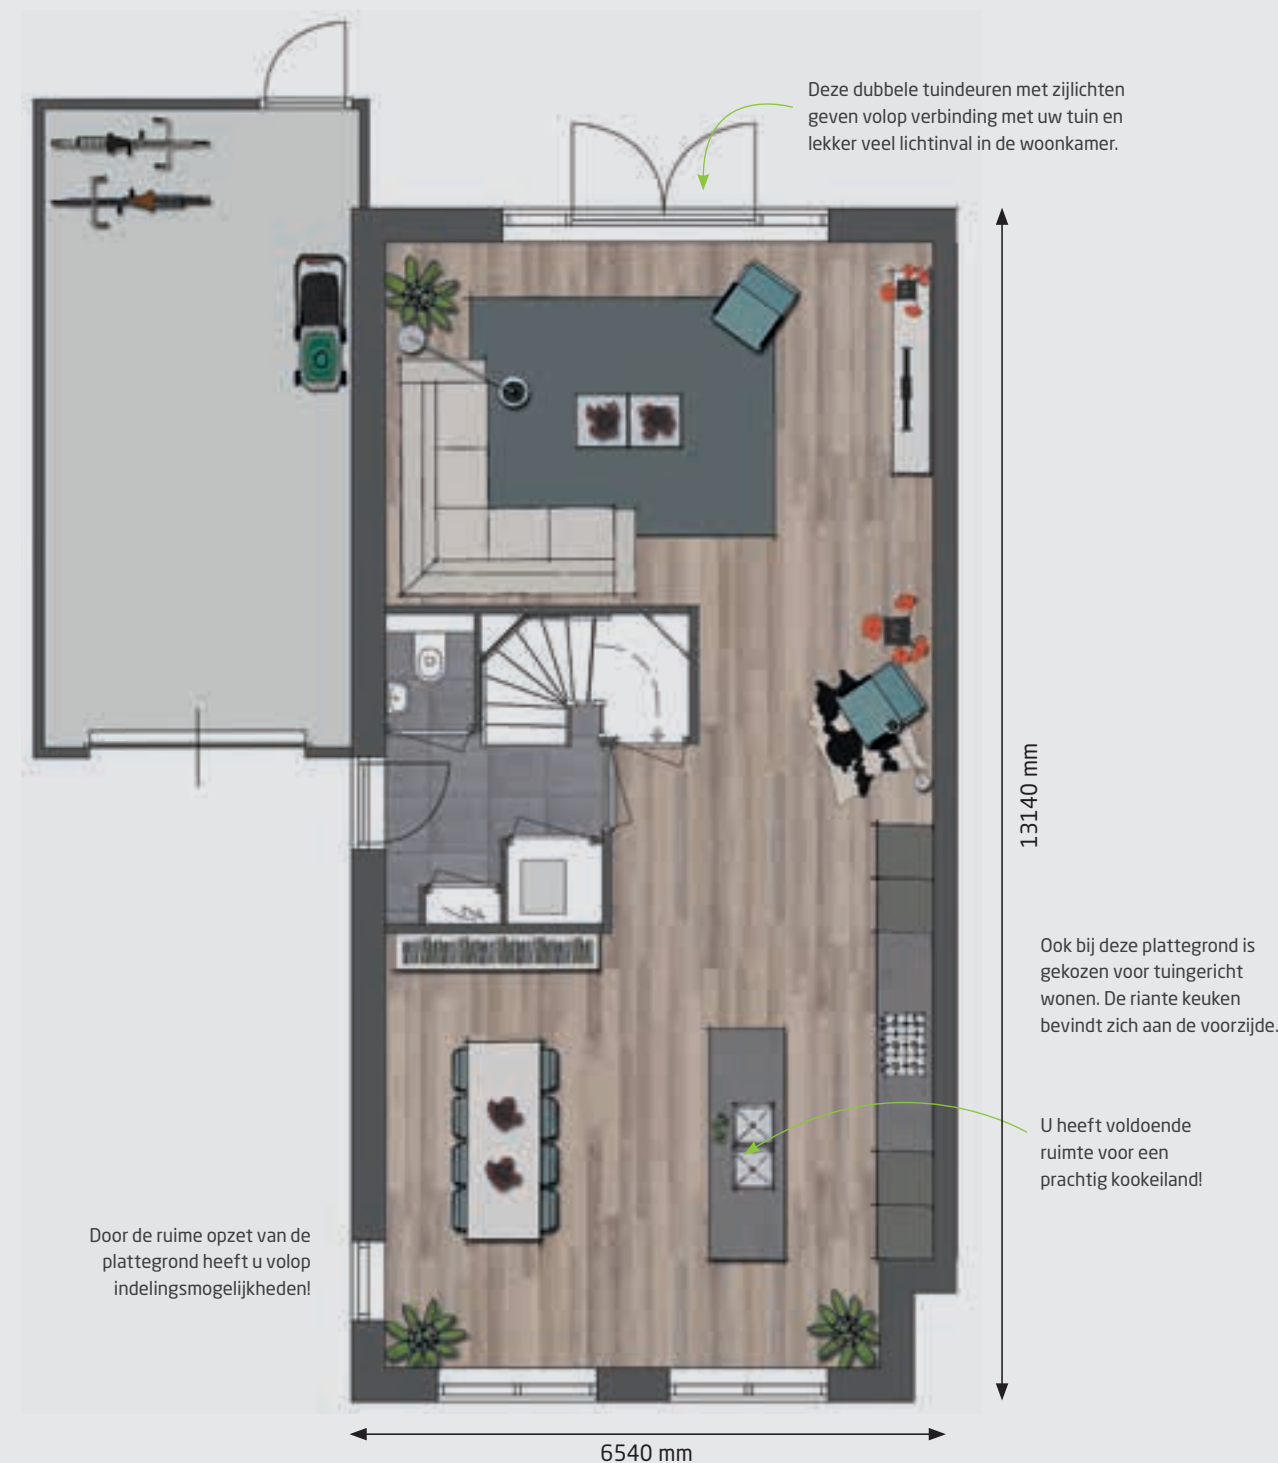 Deze dubbele tuindeuren met zijlichten
geven volop verbinding met uw tuin en
lekker veel lichtinval in de woonkamer.
13140 mm
Ook bij deze plattegrond is
gekozen voor tuingericht
wonen. De riante keuken
bevindt zich aan de voorzijde.
U heeft voldoende
ruimte voor een
prachtig kookeiland!
Door de ruime opzet van de
plattegrond heeft u volop
indelingsmogelijkheden!
6540 mm